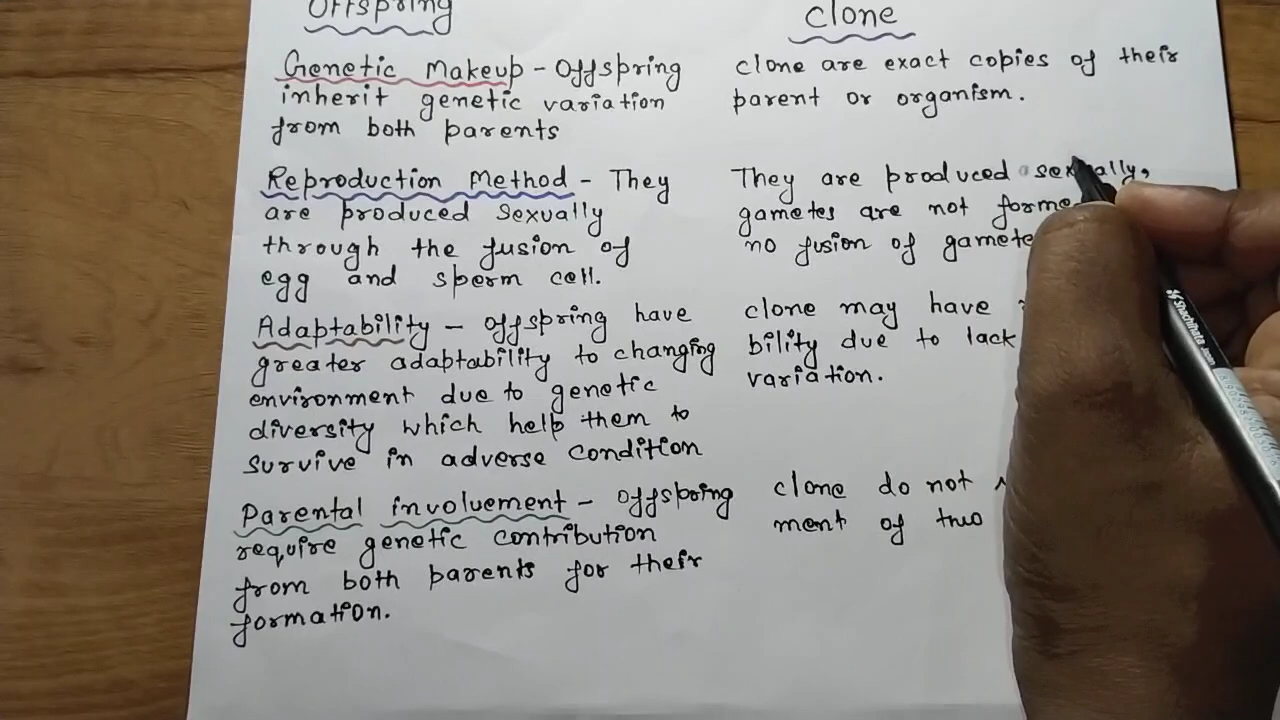 Offspring
Genetic Makeup - Offspring
inherit genetic variation
from both parents
Reproduction Method - They
are produced sexually
through the fusion of
egg and sperm cell.
Adaptability - offspring have
greater adaptability to changing
environment due to genetic
diversity which help them to
survive in adverse condition
Parental involvement - offspring
require genetic contribution
from both parents for their
formation.
clone
clone are exact copies of their
parent or organism.
They are produced sexually,
gametes are not forme
no fusion of gamete
clone may have
bility due to lack
variation.
clone do not
ment of two
Shachihata